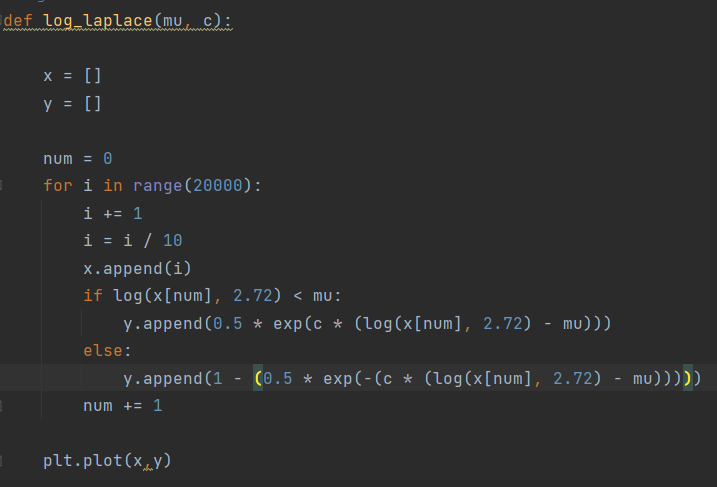 def log_laplace(mu, c):
x = []
y = []
num = 0
for i in range(20000):
i += 1
i = i / 10
x.append(i)
if log(x[num], 2.72) < mu:
y.append(0.5 * exp(c * (log(x[num], 2.72) - mu)))
else:
y.append(1 - (0.5 * exp(-(c * (log(x[num], 2.72) - mu)))))
num += 1
plt.plot(x,y)